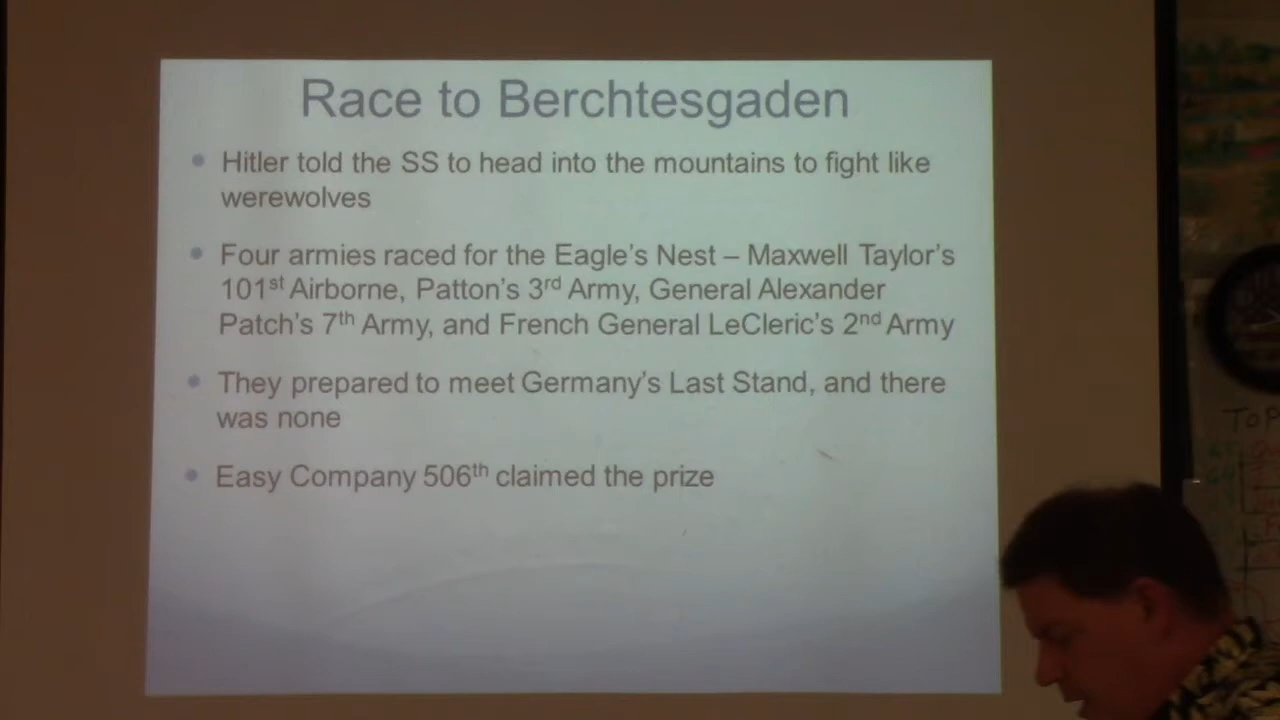 Race to Berchtesgaden
• Hitler told the SS to head into the mountains to fight like
werewolves
• Four armies raced for the Eagle's Nest – Maxwell Taylor's
101st Airborne, Patton's 3rd Army, General Alexander
Patch's 7th Army, and French General LeCleric's 2nd Army
• They prepared to meet Germany's Last Stand, and there
was none
• Easy Company 506th claimed the prize
TOP